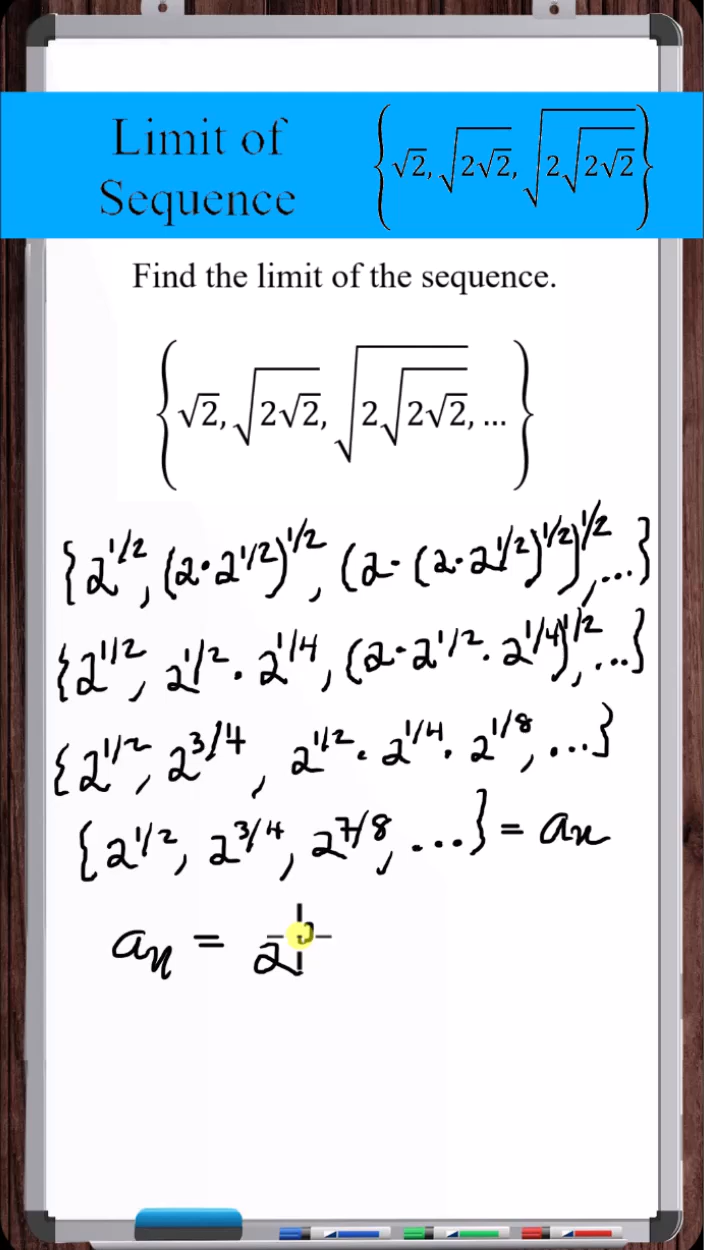 Limit of Sequence
{√2, √(2√2), √(2√(2√2))}
Find the limit of the sequence.
{√2, √(2√2), √(2√(2√2)), ...}
{2^1/2, (2·2^1/2)^1/2, (2·(2·2^1/2)^1/2)^1/2, ...}
{2^1/2, 2^1/2 · 2^1/4, (2·2^1/2 · 2^1/4)^1/2, ...}
{2^1/2, 2^3/4, 2^1/2 · 2^1/4 · 2^1/8, ...}
{2^1/2, 2^3/4, 2^7/8, ...} = aₙ
aₙ = 2